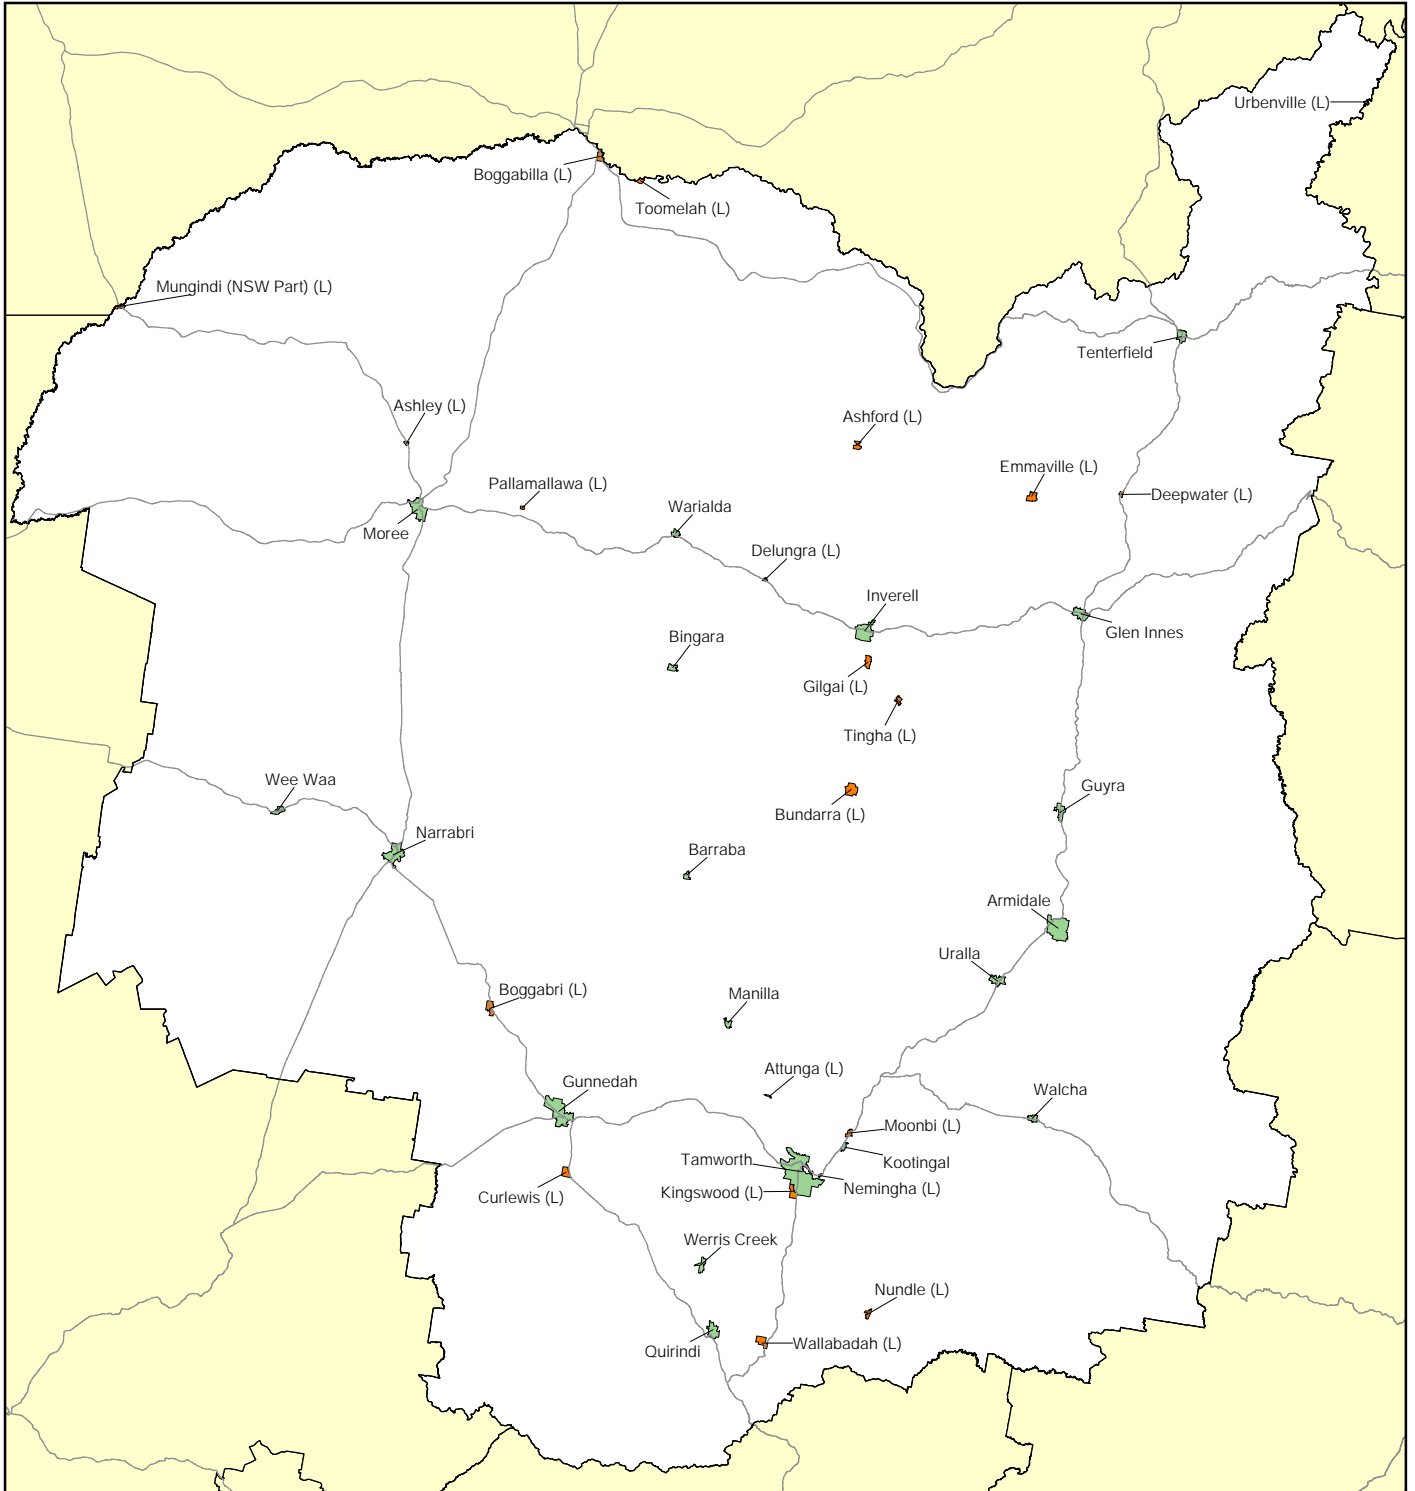 Urbenville (L)
Boggabilla (L)
Toomelah (L)
Mungindi (NSW Part) (L)
Tenterfield
Ashley (L)
Ashford (L)
Emmaville (L)
Pallamallawa (L)
Deepwater (L)
Warialda
Moree
Delungra (L)
Inverell
Glen Innes
Bingara
Gilgai (L)
Tingha (L)
Wee Waa
Guyra
Bundarra (L)
Narrabri
Barraba
Armidale
Uralla
Boggabri (L)
Manilla
Attunga (L)
Gunnedah
Walcha
Moonbi (L)
Tamworth
Kootingal
Kingswood (L)
Nemingha (L)
Curlewis (L)
Werris Creek
Nundle (L)
Wallabadah (L)
Quirindi